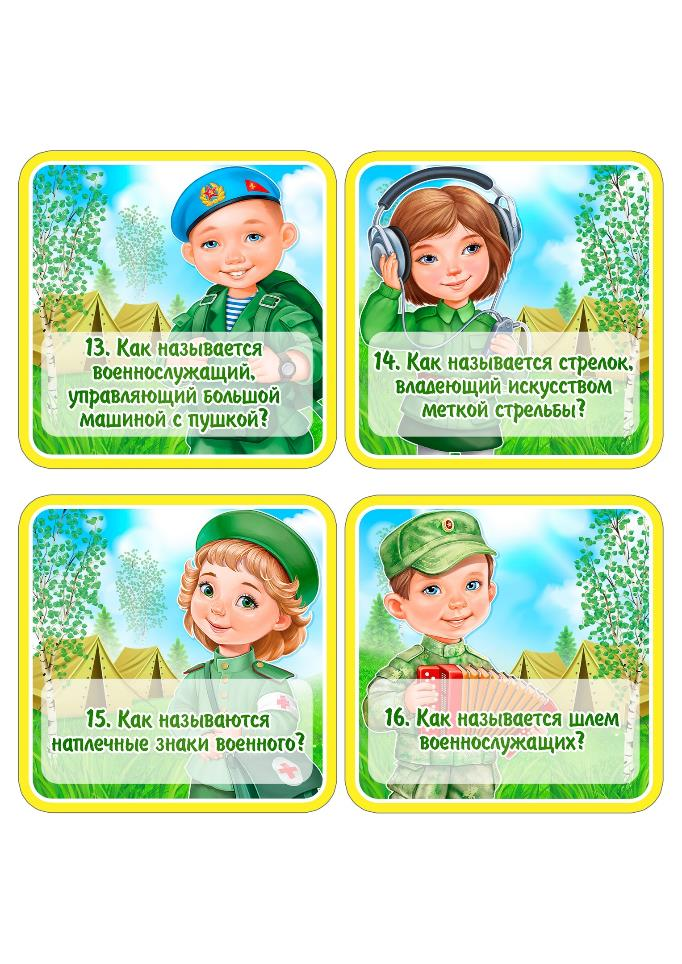 13. Как называется
военнослужащий,
управляющий большой
машиной с пушкой?
14. Как называется стрелок,
владеющий искусством
меткой стрельбы?
15. Как называются
наплечные знаки военного?
16. Как называется шлем
военнослужащих?